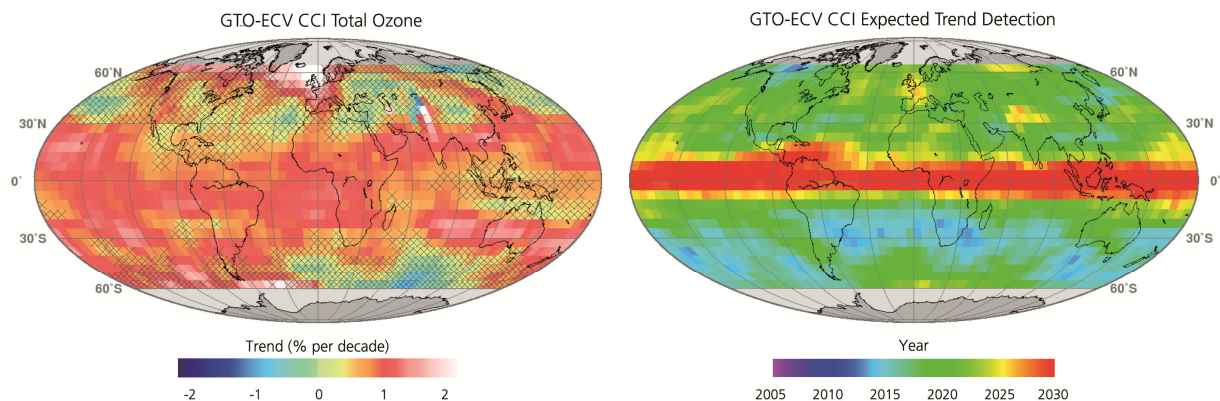 GTO-ECV CCI Total Ozone
60°N
30°N
0°
30°S
60°S
Trend (% per decade)
-2 -1 0 1 2
GTO-ECV CCI Expected Trend Detection
60°N
30°N
0°
30°S
60°S
Year
2005 2010 2015 2020 2025 2030